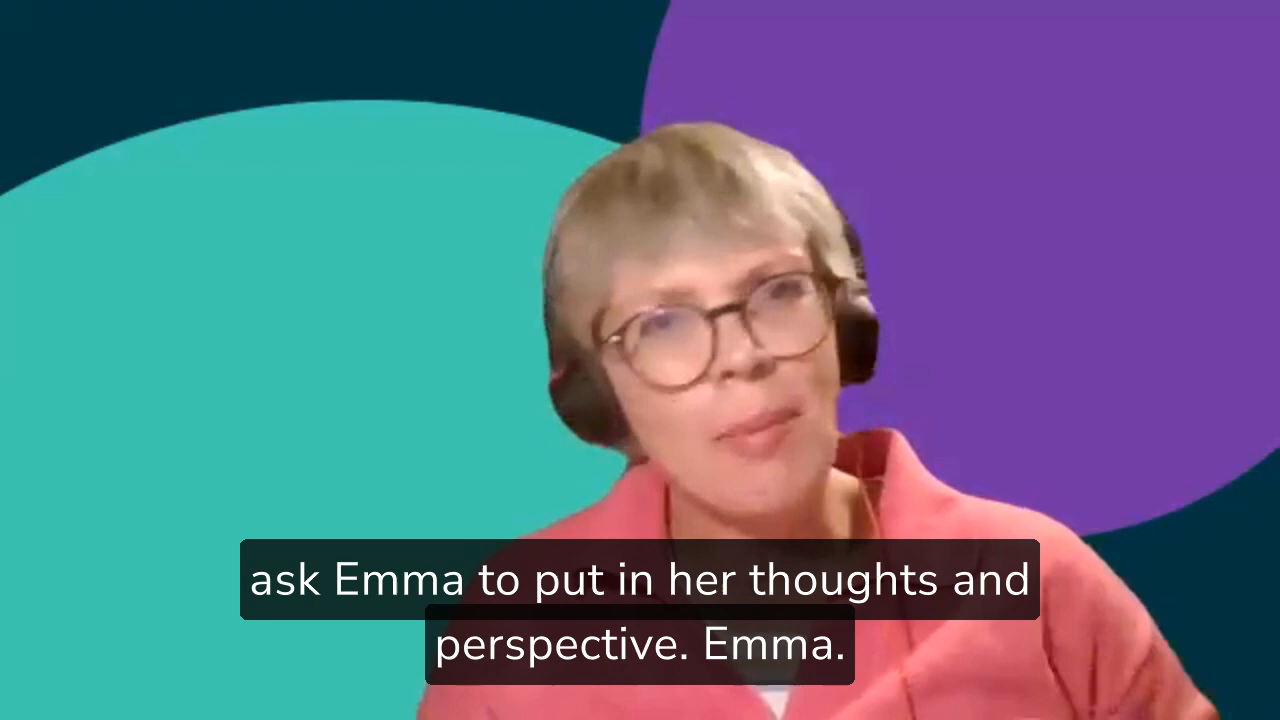 ask Emma to put in her thoughts and
perspective. Emma.